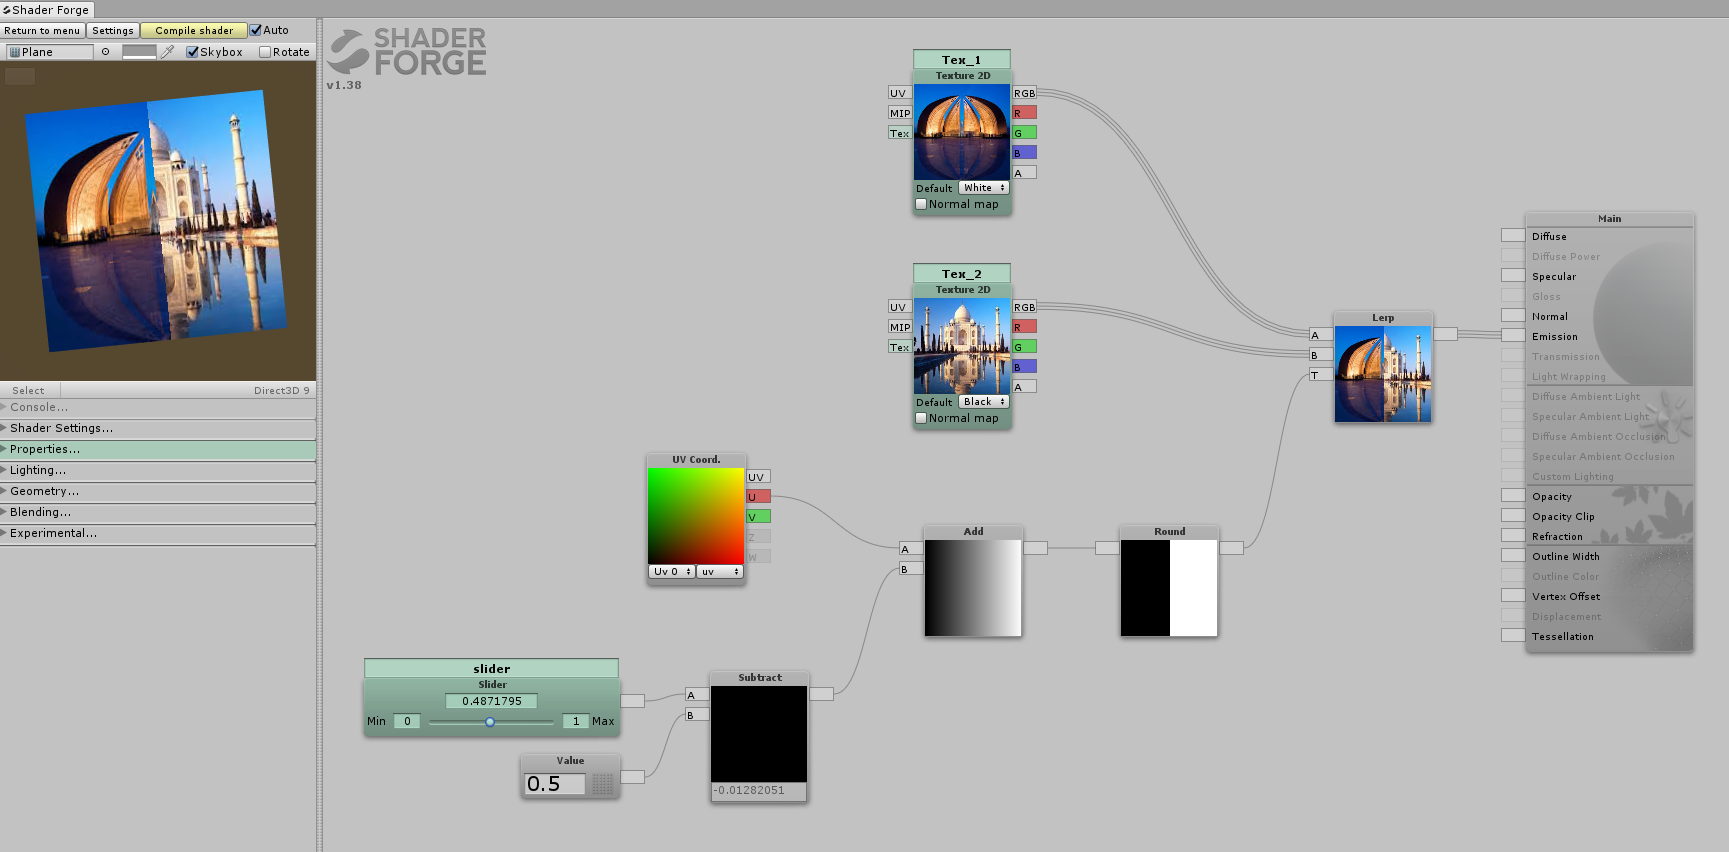 Shader Forge
Return to menu Settings Compile shader Auto
Plane Skybox Rotate
Select Direct3D 9
Console...
Shader Settings...
Properties...
Lighting...
Geometry...
Blending...
Experimental...
SHADER
FORGE
v1.38
Tex_1
Texture 2D
UV RGB
MIP R
Tex G
B
A
Default White
Normal map
Tex_2
Texture 2D
UV RGB
MIP R
Tex G
B
A
Default Black
Normal map
UV Coord.
UV
U
V
Z
W
Uv 0 uv
slider
Slider
0.4871795
Min 0 1 Max
Value
0.5
Subtract
A
B
-0.01282051
Add
A
B
Round
Lerp
A
B
T
Main
Diffuse
Diffuse Power
Specular
Gloss
Normal
Emission
Transmission
Light Wrapping
Diffuse Ambient Light
Specular Ambient Light
Diffuse Ambient Occlusion
Specular Ambient Occlusion
Custom Lighting
Opacity
Opacity Clip
Refraction
Outline Width
Outline Color
Vertex Offset
Displacement
Tessellation